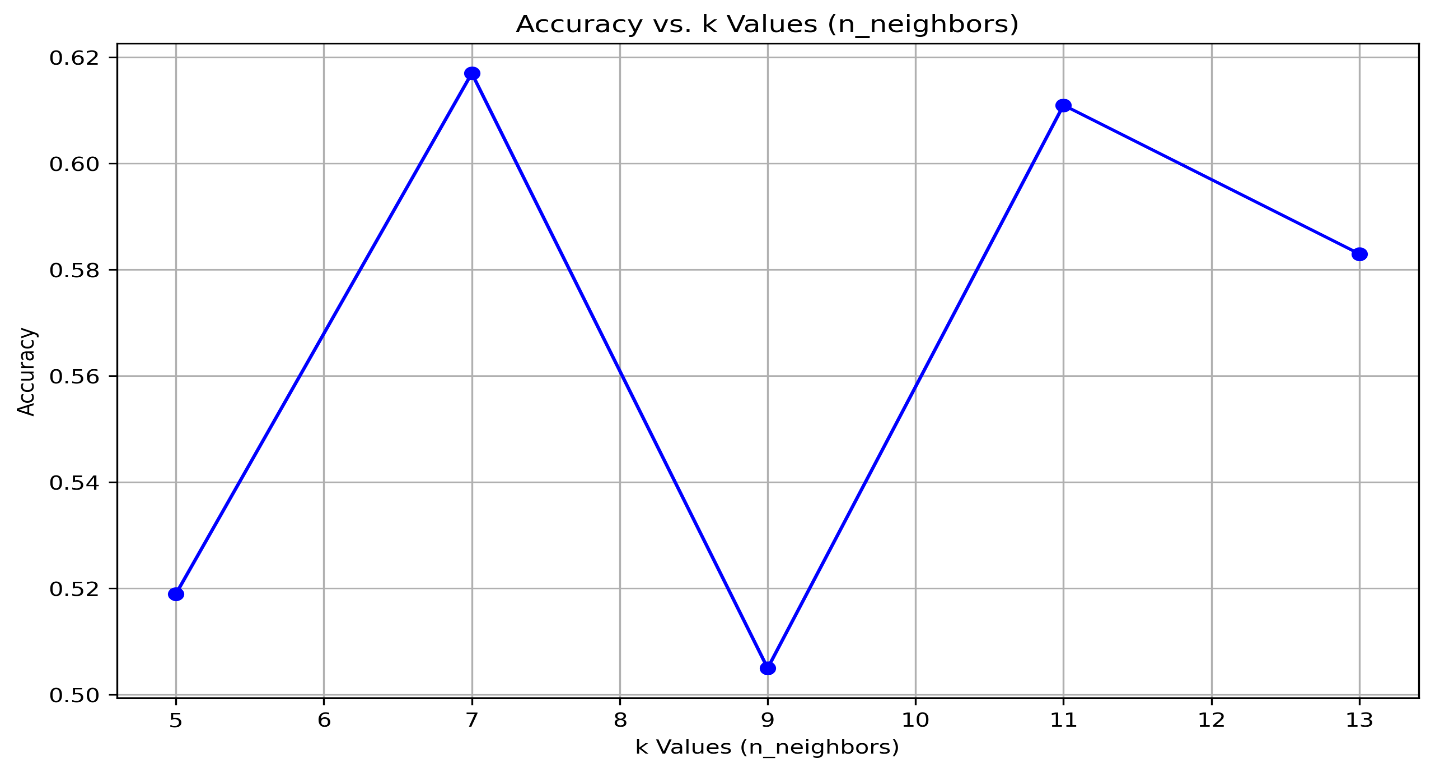 Accuracy vs. k Values (n_neighbors)
0.62
0.60
0.58
0.56
0.54
0.52
0.50
Accuracy
5 6 7 8 9 10 11 12 13
k Values (n_neighbors)